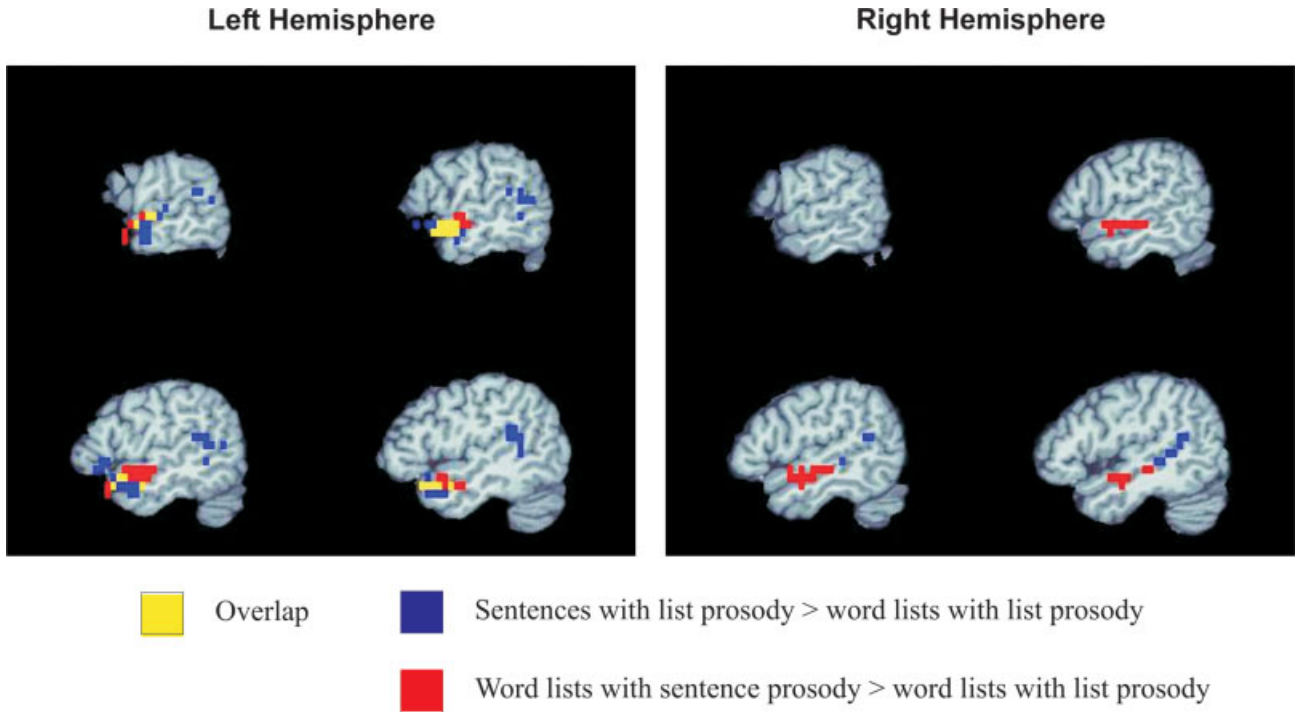 Left Hemisphere
Right Hemisphere
Overlap
Sentences with list prosody > word lists with list prosody
Word lists with sentence prosody > word lists with list prosody